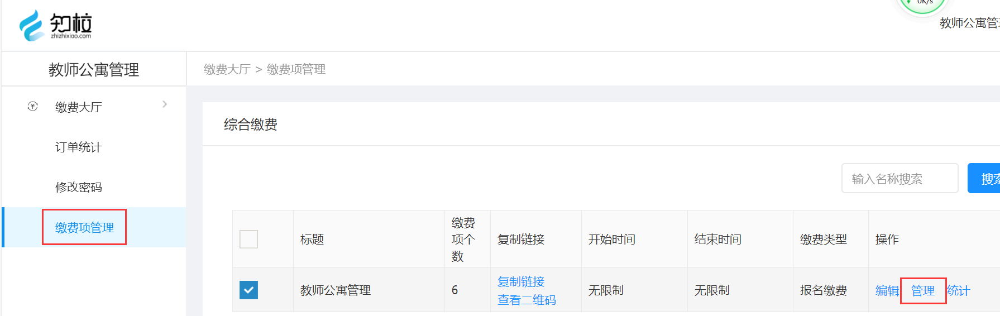 0K/s
知校
zhizhixiao.com
教师公寓管
教师公寓管理
缴费大厅 > 缴费项管理
缴费大厅
综合缴费
订单统计
输入名称搜索
搜索
修改密码
缴费项管理
标题
缴费项个数
复制链接
开始时间
结束时间
缴费类型
操作
教师公寓管理
6
复制链接
查看二维码
无限制
无限制
报名缴费
编辑
管理
统计